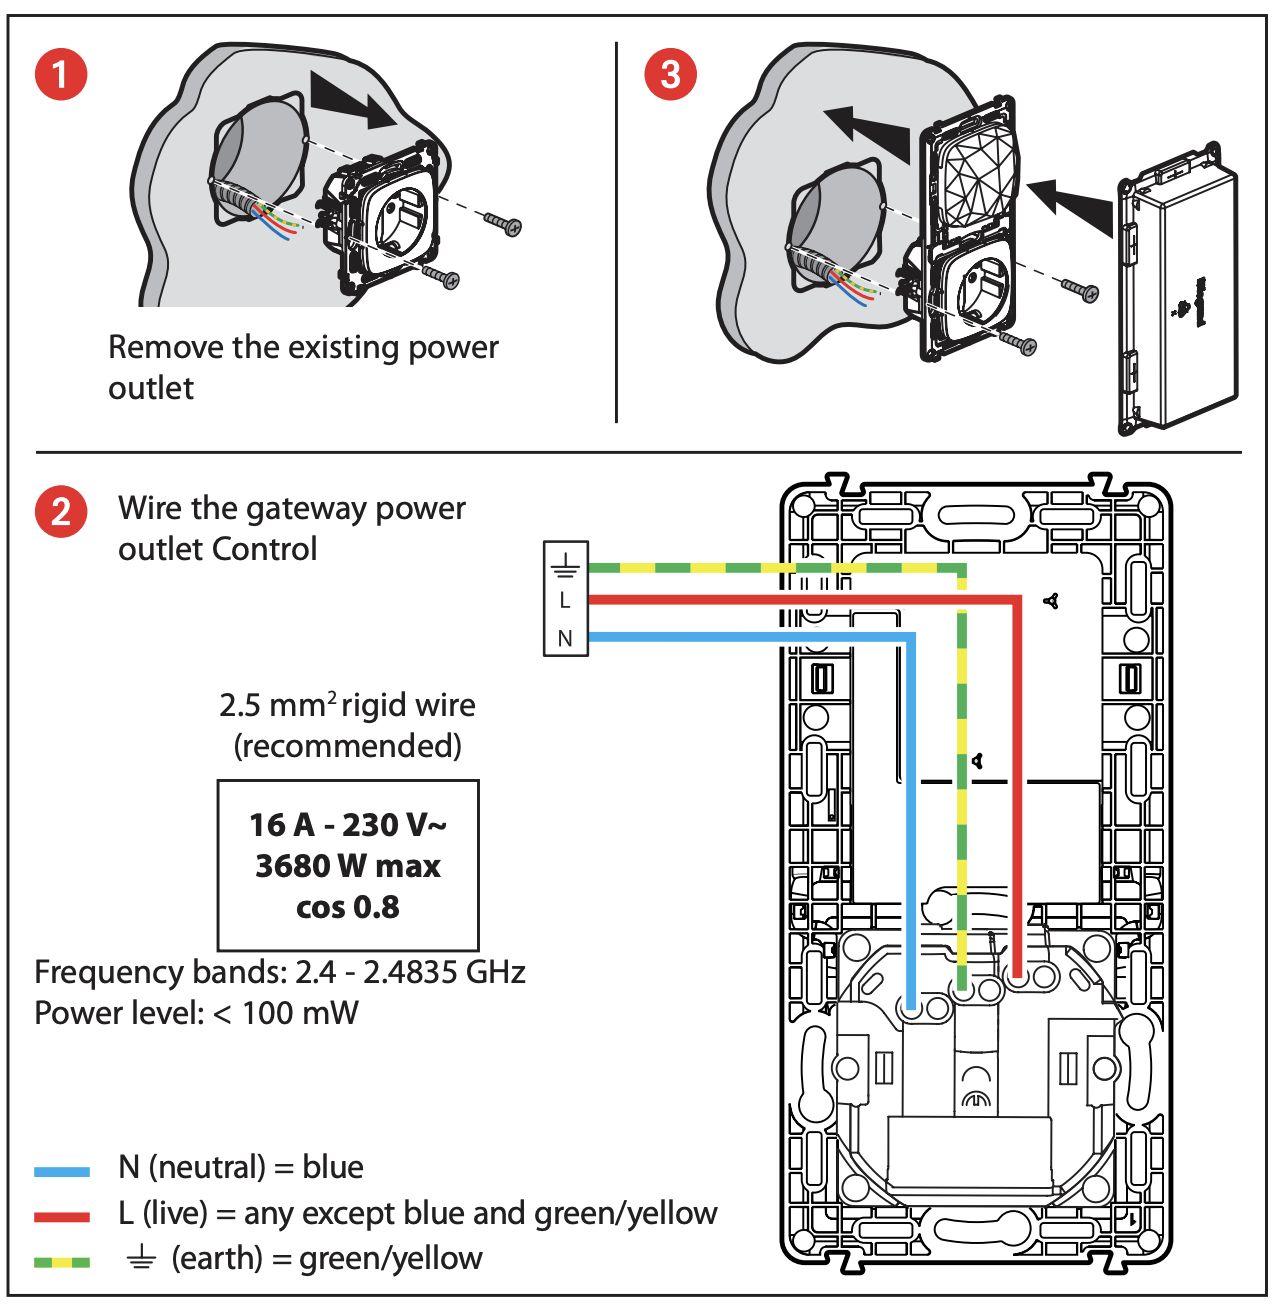 1
Remove the existing power
outlet
3
legrand
2
Wire the gateway power
outlet Control
L
N
2.5 mm² rigid wire
(recommended)
16 A - 230 V~
3680 W max
cos 0.8
Frequency bands: 2.4 - 2.4835 GHz
Power level: < 100 mW
N (neutral) = blue
L (live) = any except blue and green/yellow
⏚ (earth) = green/yellow